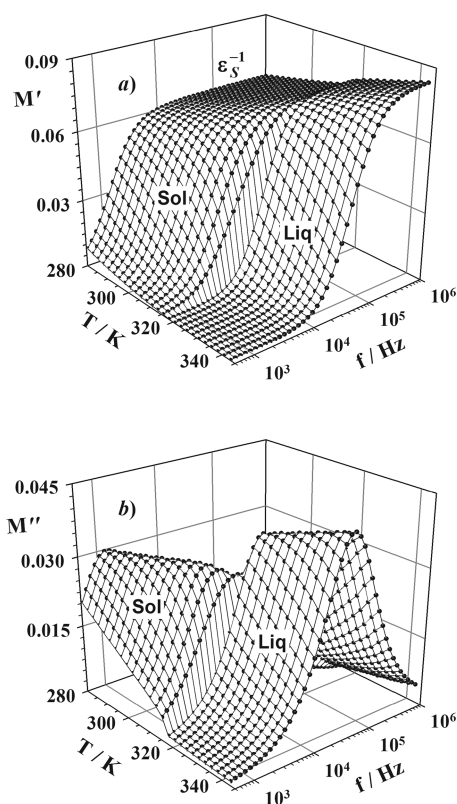 0.09
a)
ε_S^{-1}
M′
0.06
0.03
Sol
Liq
280
300
320
340
T / K
10^3
10^4
10^5
10^6
f / Hz
0.045
b)
M″
0.030
0.015
Sol
Liq
280
300
320
340
T / K
10^3
10^4
10^5
10^6
f / Hz